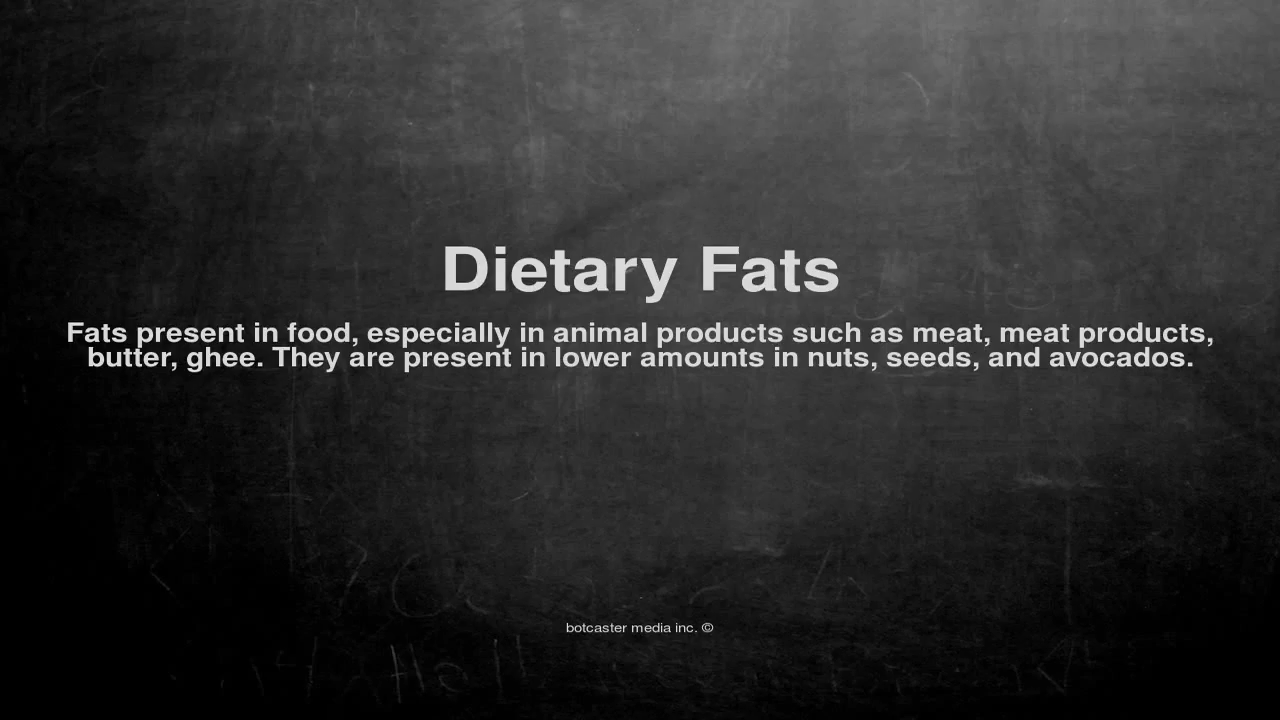 Dietary Fats
Fats present in food, especially in animal products such as meat, meat products,
butter, ghee. They are present in lower amounts in nuts, seeds, and avocados.
botcaster media inc. ©